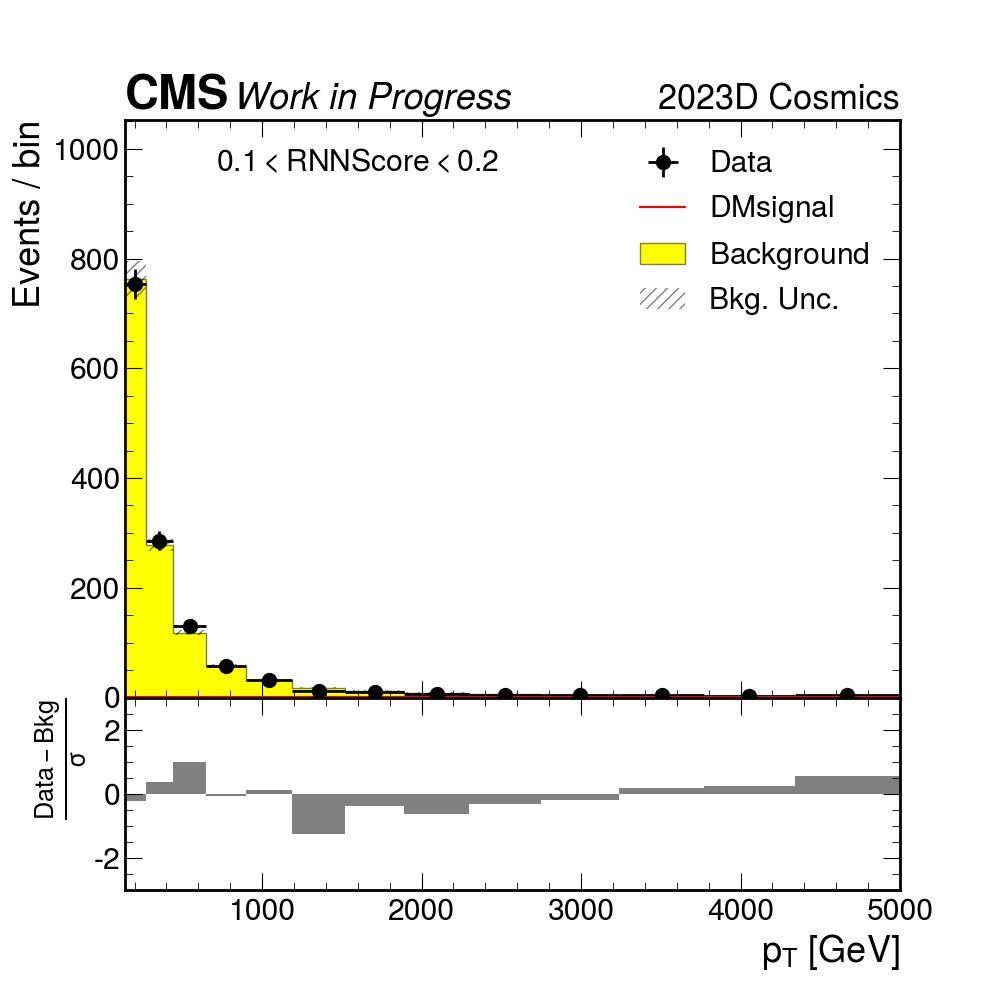 CMS Work in Progress 2023D Cosmics
Events / bin
0.1 < RNNScore < 0.2
Data
DMsignal
Background
Bkg. Unc.
1000
800
600
400
200
0
Data − Bkg
σ
2
0
-2
1000 2000 3000 4000 5000
pT [GeV]